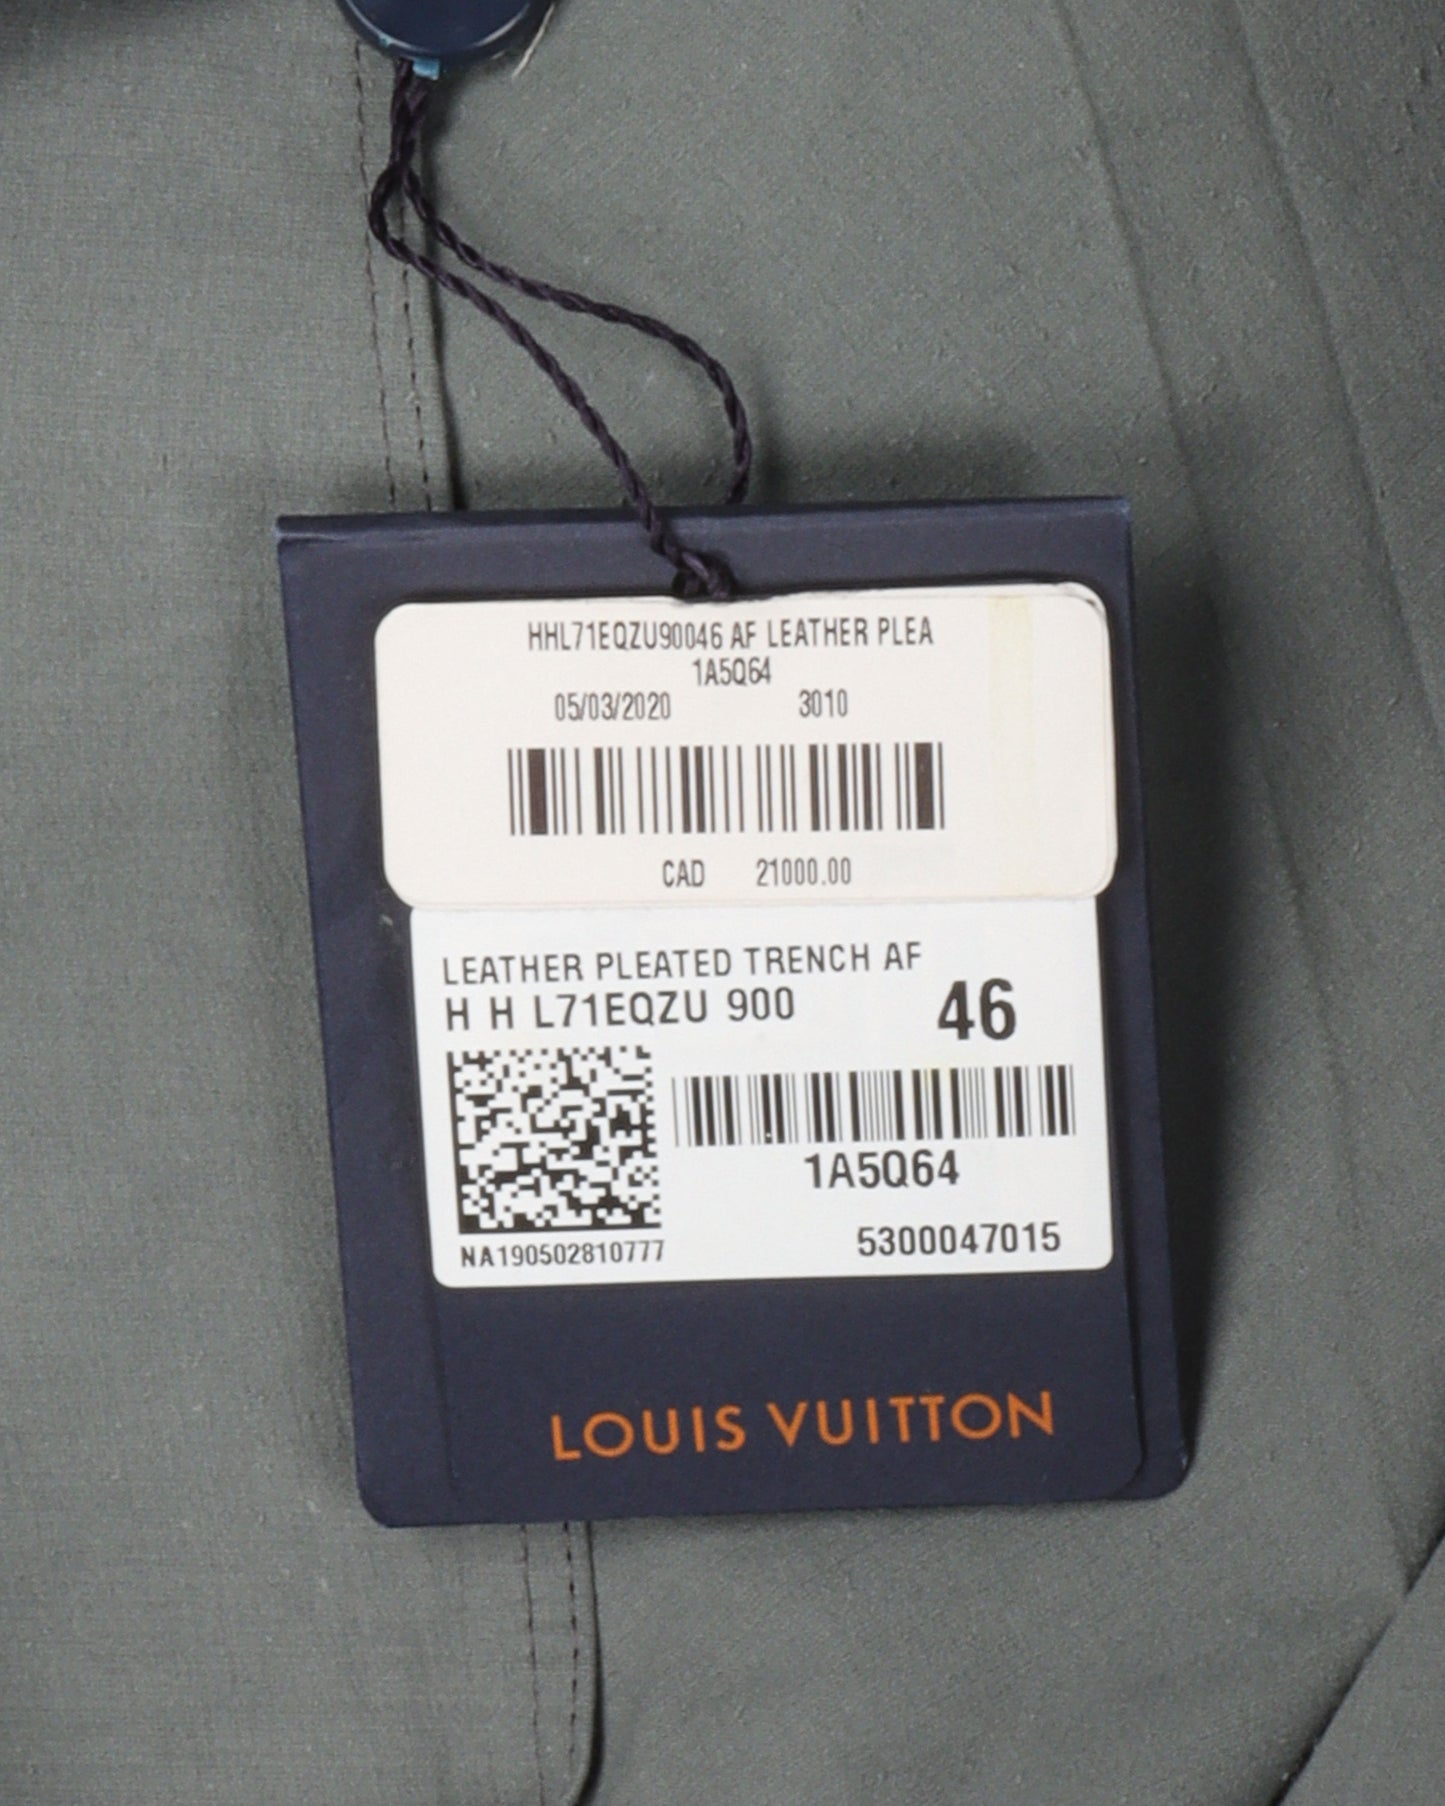 HHL71EQZU90046 AF LEATHER PLEA
1A5Q64
05/03/2020 3010
CAD 21000.00
LEATHER PLEATED TRENCH AF
H H L71EQZU 900 46
1A5Q64
5300047015
NA190502810777
LOUIS VUITTON